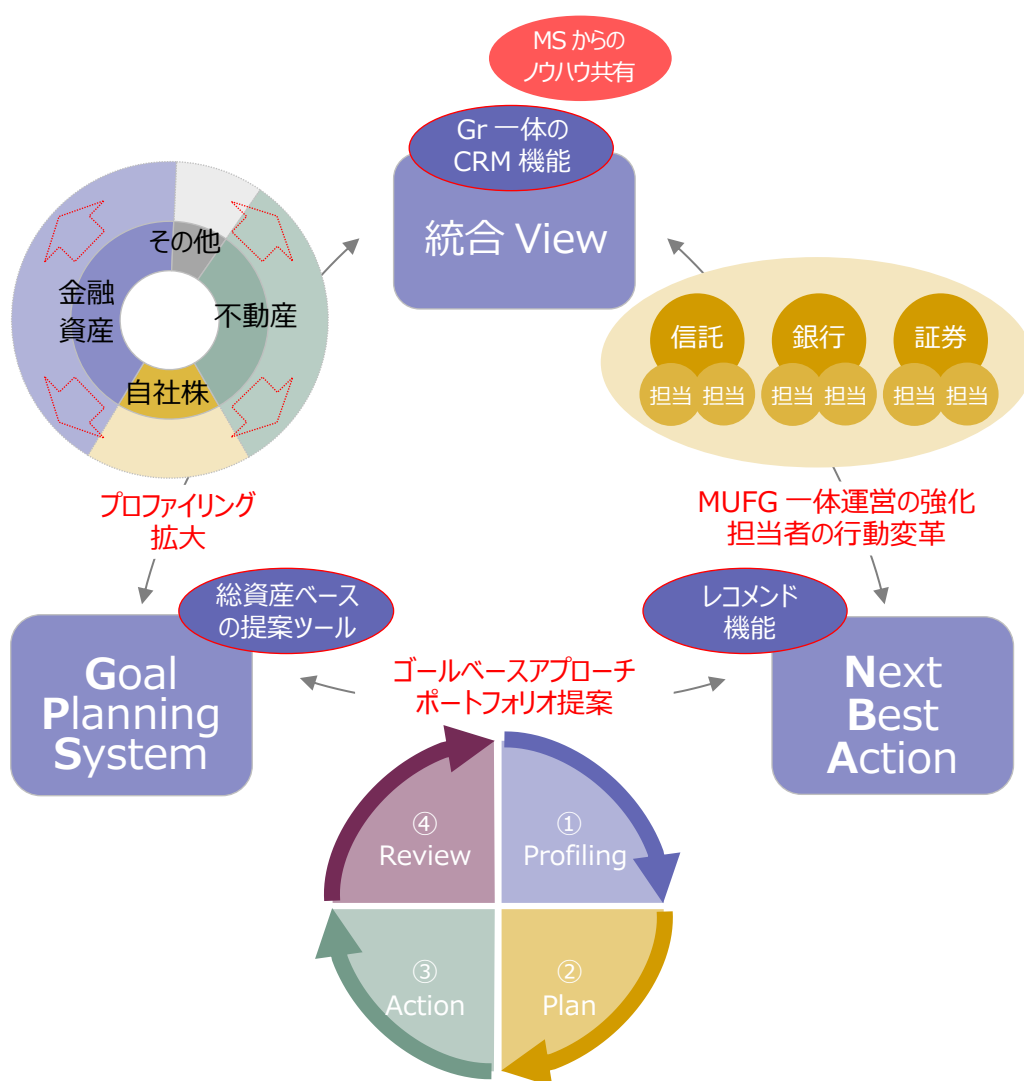 MS からの
ノウハウ共有
Gr 一体の
CRM 機能
統合 View
その他
金融
資産
不動産
自社株
信託
銀行
証券
担当 担当
担当 担当
担当 担当
プロファイリング
拡大
MUFG 一体運営の強化
担当者の行動変革
総資産ベース
の提案ツール
レコメンド
機能
Goal
Planning
System
ゴールベースアプローチ
ポートフォリオ提案
Next
Best
Action
④
Review
①
Profiling
③
Action
②
Plan